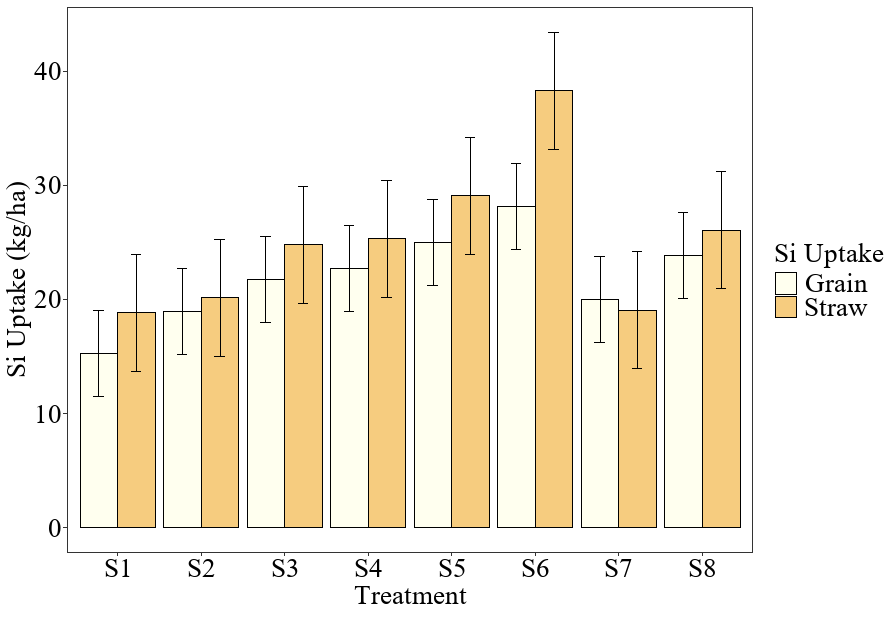 Si Uptake (kg/ha)
40
30
20
10
0
S1 S2 S3 S4 S5 S6 S7 S8
Treatment
Si Uptake
Grain
Straw